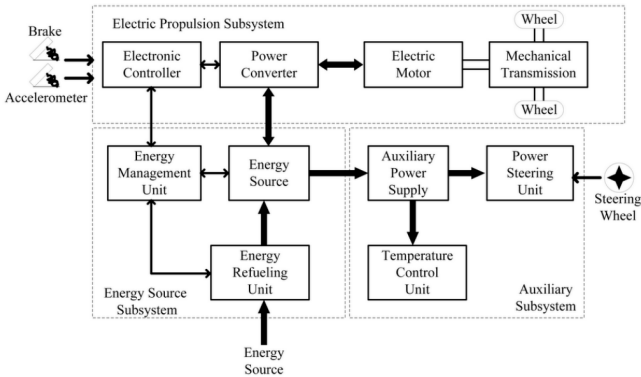 Electric Propulsion Subsystem
Wheel
Brake
Electronic
Controller
Power
Converter
Electric
Motor
Mechanical
Transmission
Accelerometer
Wheel
Energy
Management
Unit
Energy
Source
Auxiliary
Power
Supply
Power
Steering
Unit
Steering
Wheel
Energy
Refueling
Unit
Temperature
Control
Unit
Energy Source
Subsystem
Auxiliary
Subsystem
Energy
Source